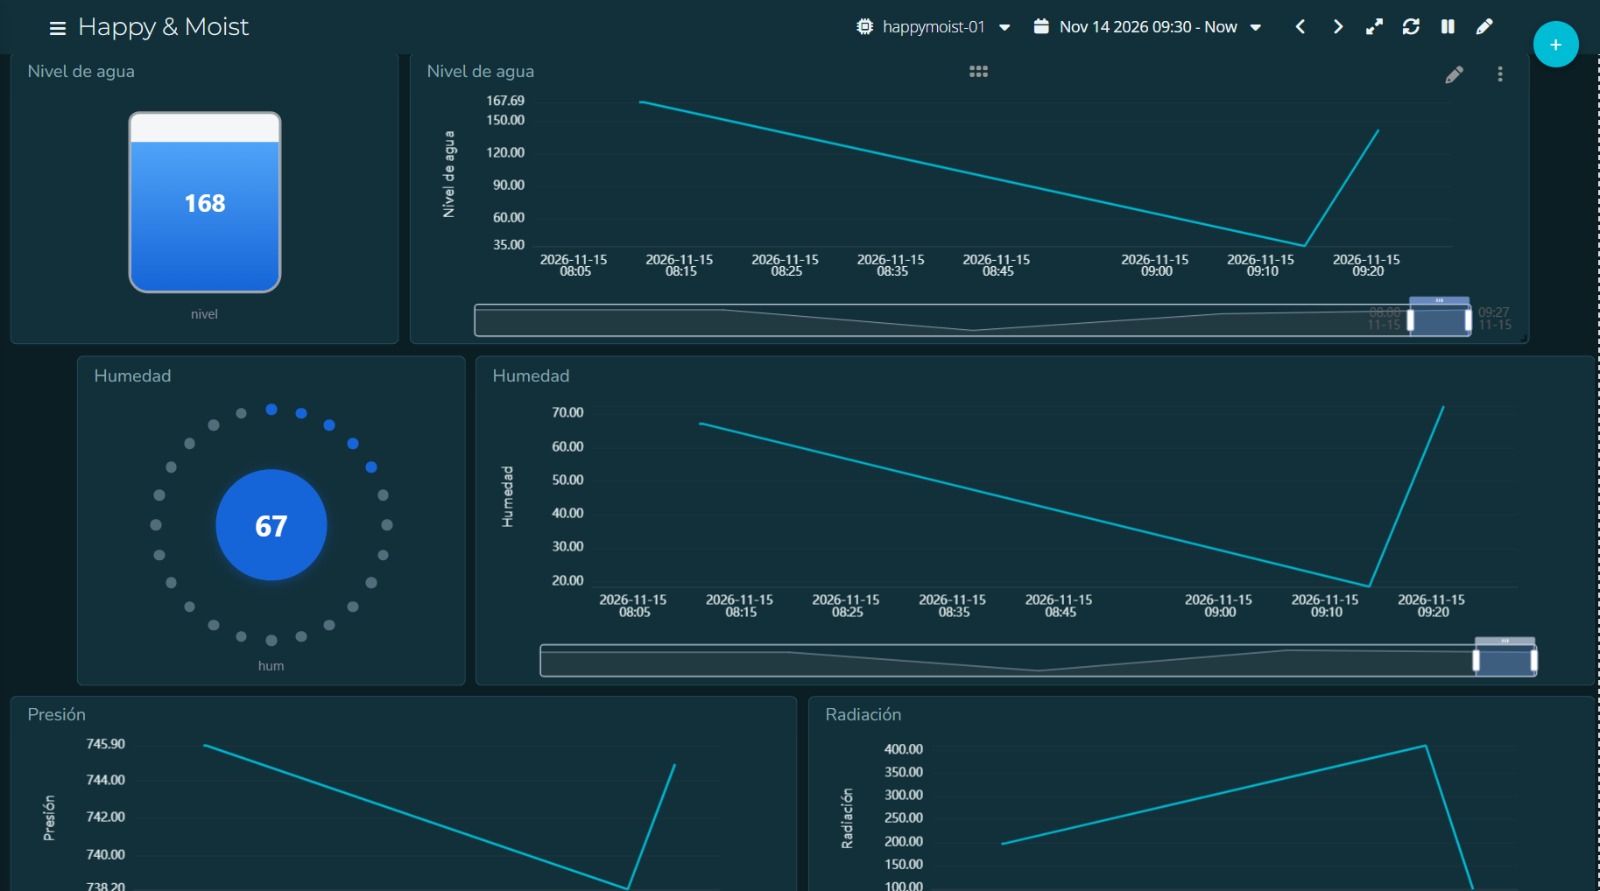 Happy & Moist
happymoist-01
Nov 14 2026 09:30 - Now
+
Nivel de agua
168
nivel
Nivel de agua
Nivel de agua
167.69
150.00
120.00
90.00
60.00
35.00
2026-11-15 2026-11-15 2026-11-15 2026-11-15 2026-11-15 2026-11-15 2026-11-15 2026-11-15
08:05 08:15 08:25 08:35 08:45 09:00 09:10 09:20
08:00 09:27
11-15 11-15
Humedad
67
hum
Humedad
Humedad
70.00
60.00
50.00
40.00
30.00
20.00
2026-11-15 2026-11-15 2026-11-15 2026-11-15 2026-11-15 2026-11-15 2026-11-15 2026-11-15
08:05 08:15 08:25 08:35 08:45 09:00 09:10 09:20
Presión
Presión
745.90
744.00
742.00
740.00
738.20
Radiación
Radiación
400.00
350.00
300.00
250.00
200.00
150.00
100.00